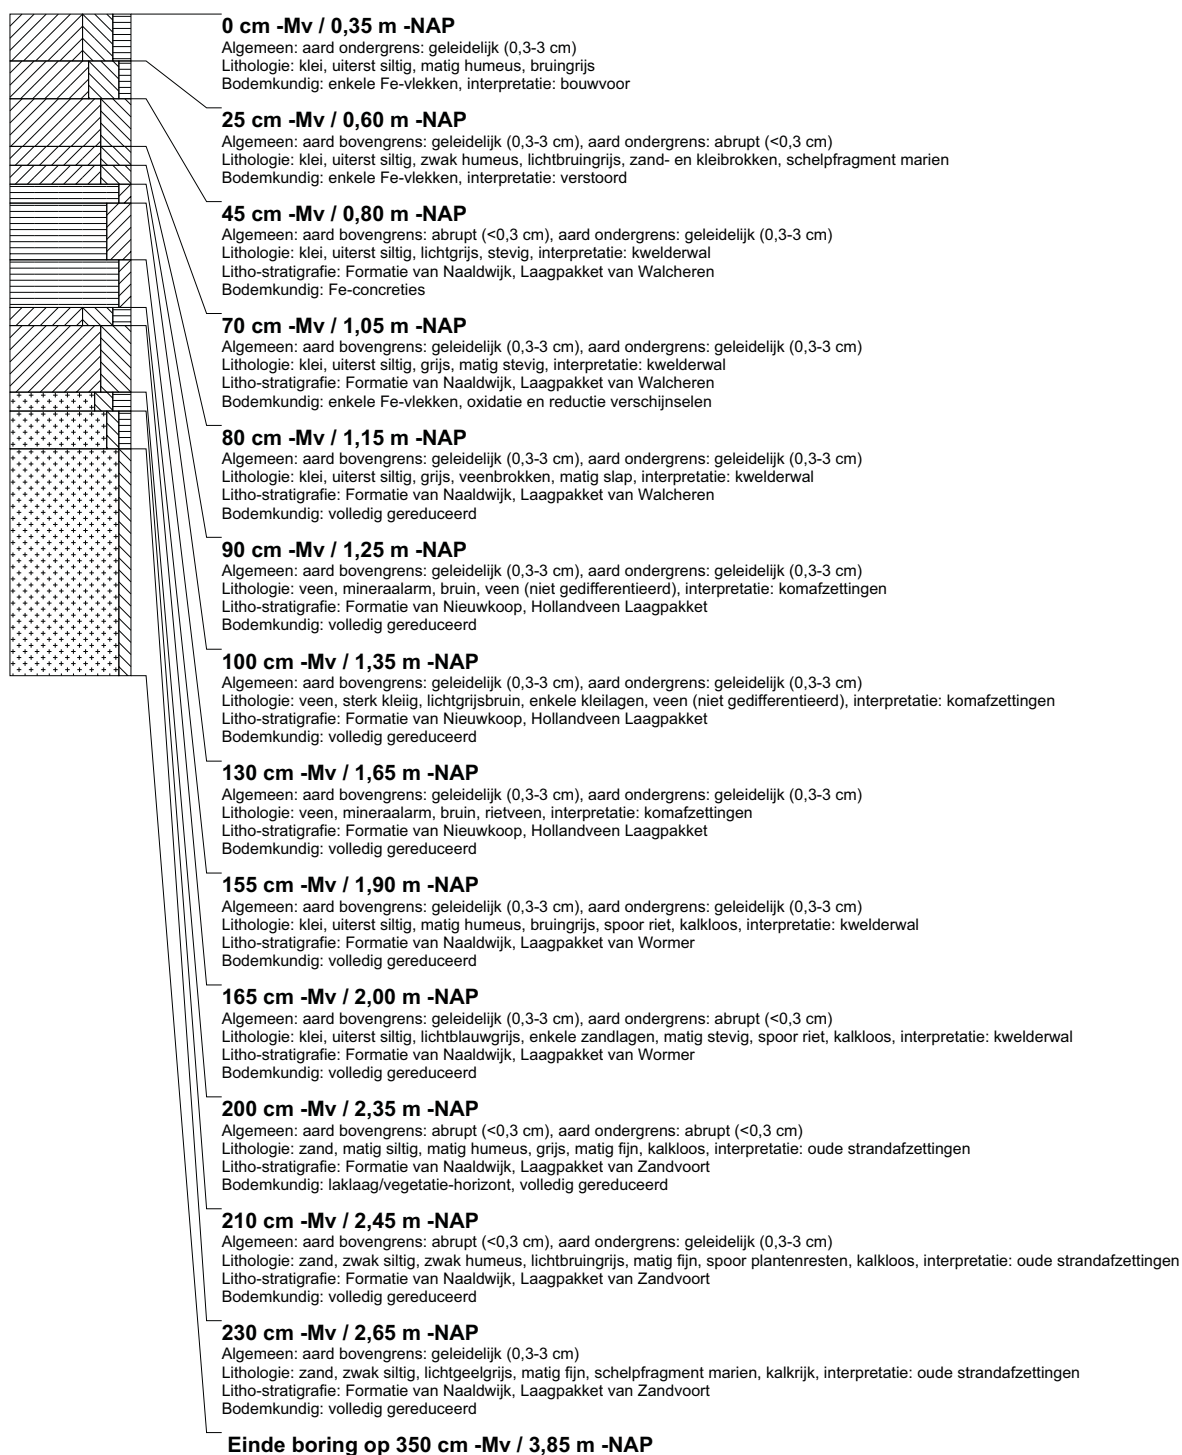 0 cm -Mv / 0,35 m -NAP
Algemeen: aard ondergrens: geleidelijk (0,3-3 cm)
Lithologie: klei, uiterst siltig, matig humeus, bruingrijs
Bodemkundig: enkele Fe-vlekken, interpretatie: bouwvoor
25 cm -Mv / 0,60 m -NAP
Algemeen: aard bovengrens: geleidelijk (0,3-3 cm), aard ondergrens: abrupt (<0,3 cm)
Lithologie: klei, uiterst siltig, zwak humeus, lichtbruingrijs, zand- en kleibrokken, schelpfragment marien
Bodemkundig: enkele Fe-vlekken, interpretatie: verstoord
45 cm -Mv / 0,80 m -NAP
Algemeen: aard bovengrens: abrupt (<0,3 cm), aard ondergrens: geleidelijk (0,3-3 cm)
Lithologie: klei, uiterst siltig, lichtgrijs, stevig, interpretatie: kwelderwal
Litho-stratigrafie: Formatie van Naaldwijk, Laagpakket van Walcheren
Bodemkundig: Fe-concreties
70 cm -Mv / 1,05 m -NAP
Algemeen: aard bovengrens: geleidelijk (0,3-3 cm), aard ondergrens: geleidelijk (0,3-3 cm)
Lithologie: klei, uiterst siltig, grijs, matig stevig, interpretatie: kwelderwal
Litho-stratigrafie: Formatie van Naaldwijk, Laagpakket van Walcheren
Bodemkundig: enkele Fe-vlekken, oxidatie en reductie verschijnselen
80 cm -Mv / 1,15 m -NAP
Algemeen: aard bovengrens: geleidelijk (0,3-3 cm), aard ondergrens: geleidelijk (0,3-3 cm)
Lithologie: klei, uiterst siltig, grijs, veenbrokken, matig slap, interpretatie: kwelderwal
Litho-stratigrafie: Formatie van Naaldwijk, Laagpakket van Walcheren
Bodemkundig: volledig gereduceerd
90 cm -Mv / 1,25 m -NAP
Algemeen: aard bovengrens: geleidelijk (0,3-3 cm), aard ondergrens: geleidelijk (0,3-3 cm)
Lithologie: veen, mineraalarm, bruin, veen (niet gedifferentieerd), interpretatie: komafzettingen
Litho-stratigrafie: Formatie van Nieuwkoop, Hollandveen Laagpakket
Bodemkundig: volledig gereduceerd
100 cm -Mv / 1,35 m -NAP
Algemeen: aard bovengrens: geleidelijk (0,3-3 cm), aard ondergrens: geleidelijk (0,3-3 cm)
Lithologie: veen, sterk kleiig, lichtgrijsbruin, enkele kleilagen, veen (niet gedifferentieerd), interpretatie: komafzettingen
Litho-stratigrafie: Formatie van Nieuwkoop, Hollandveen Laagpakket
Bodemkundig: volledig gereduceerd
130 cm -Mv / 1,65 m -NAP
Algemeen: aard bovengrens: geleidelijk (0,3-3 cm), aard ondergrens: geleidelijk (0,3-3 cm)
Lithologie: veen, mineraalarm, bruin, rietveen, interpretatie: komafzettingen
Litho-stratigrafie: Formatie van Nieuwkoop, Hollandveen Laagpakket
Bodemkundig: volledig gereduceerd
155 cm -Mv / 1,90 m -NAP
Algemeen: aard bovengrens: geleidelijk (0,3-3 cm), aard ondergrens: geleidelijk (0,3-3 cm)
Lithologie: klei, uiterst siltig, matig humeus, bruingrijs, spoor riet, kalkloos, interpretatie: kwelderwal
Litho-stratigrafie: Formatie van Naaldwijk, Laagpakket van Wormer
Bodemkundig: volledig gereduceerd
165 cm -Mv / 2,00 m -NAP
Algemeen: aard bovengrens: geleidelijk (0,3-3 cm), aard ondergrens: abrupt (<0,3 cm)
Lithologie: klei, uiterst siltig, lichtblauwgrijs, enkele zandlagen, matig stevig, spoor riet, kalkloos, interpretatie: kwelderwal
Litho-stratigrafie: Formatie van Naaldwijk, Laagpakket van Wormer
Bodemkundig: volledig gereduceerd
200 cm -Mv / 2,35 m -NAP
Algemeen: aard bovengrens: abrupt (<0,3 cm), aard ondergrens: abrupt (<0,3 cm)
Lithologie: zand, matig siltig, matig humeus, grijs, matig fijn, kalkloos, interpretatie: oude strandafzettingen
Litho-stratigrafie: Formatie van Naaldwijk, Laagpakket van Zandvoort
Bodemkundig: laklaag/vegetatie-horizont, volledig gereduceerd
210 cm -Mv / 2,45 m -NAP
Algemeen: aard bovengrens: abrupt (<0,3 cm), aard ondergrens: geleidelijk (0,3-3 cm)
Lithologie: zand, zwak siltig, zwak humeus, lichtbruingrijs, matig fijn, spoor plantenresten, kalkloos, interpretatie: oude strandafzettingen
Litho-stratigrafie: Formatie van Naaldwijk, Laagpakket van Zandvoort
Bodemkundig: volledig gereduceerd
230 cm -Mv / 2,65 m -NAP
Algemeen: aard bovengrens: geleidelijk (0,3-3 cm)
Lithologie: zand, zwak siltig, lichtgeelgrijs, matig fijn, schelpfragment marien, kalkrijk, interpretatie: oude strandafzettingen
Litho-stratigrafie: Formatie van Naaldwijk, Laagpakket van Zandvoort
Bodemkundig: volledig gereduceerd
Einde boring op 350 cm -Mv / 3,85 m -NAP